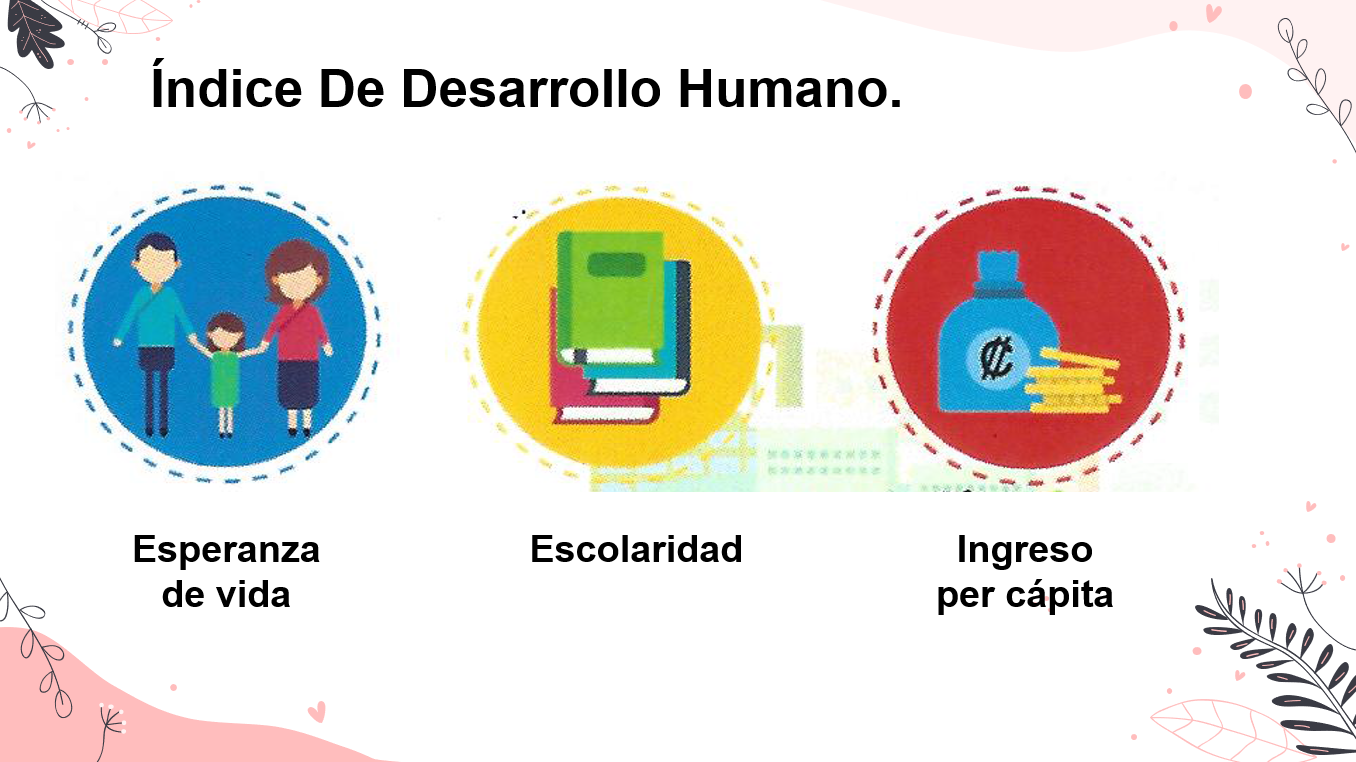 Índice De Desarrollo Humano.
₡
Esperanza
de vida
Escolaridad
Ingreso
per cápita